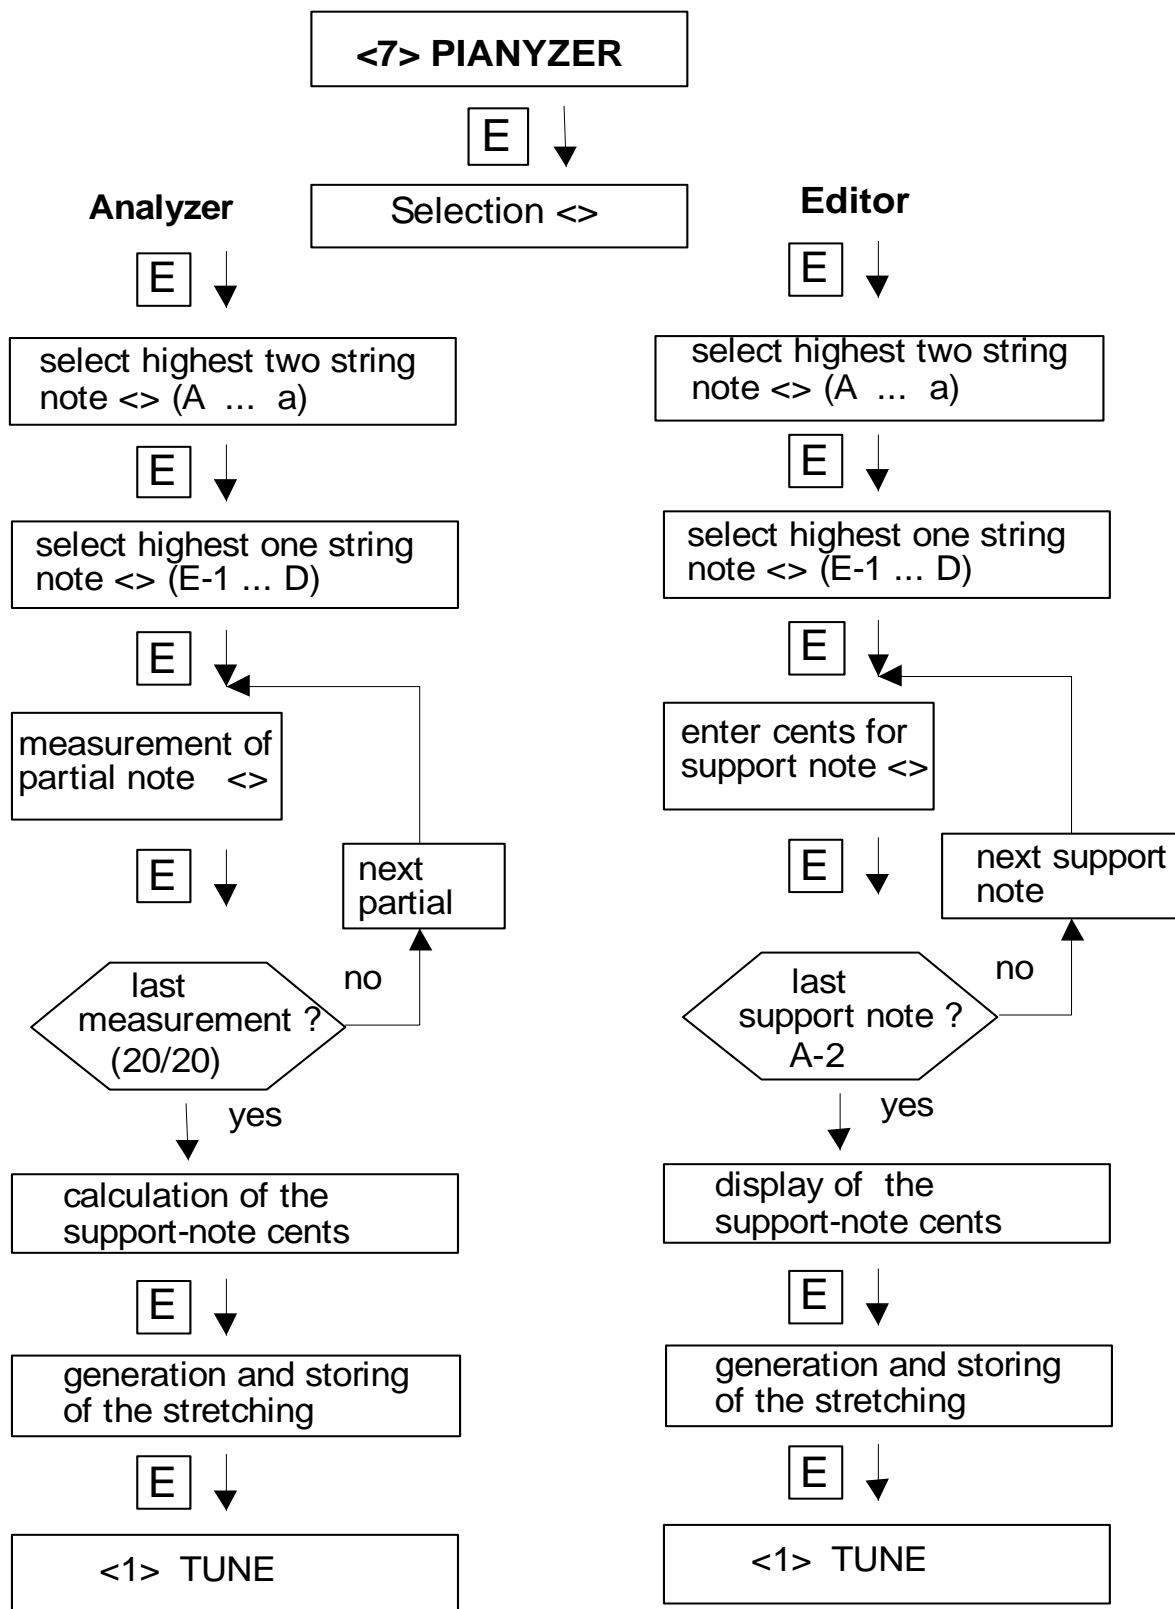 <7> PIANYZER
E
Selection <>
Analyzer
E
select highest two string
note <> (A ... a)
E
select highest one string
note <> (E-1 ... D)
E
measurement of
partial note <>
E
next
partial
no
last
measurement ?
(20/20)
yes
calculation of the
support-note cents
E
generation and storing
of the stretching
E
<1> TUNE
Editor
E
select highest two string
note <> (A ... a)
E
select highest one string
note <> (E-1 ... D)
E
enter cents for
support note <>
E
next support
note
no
last
support note ?
A-2
yes
display of the
support-note cents
E
generation and storing
of the stretching
E
<1> TUNE